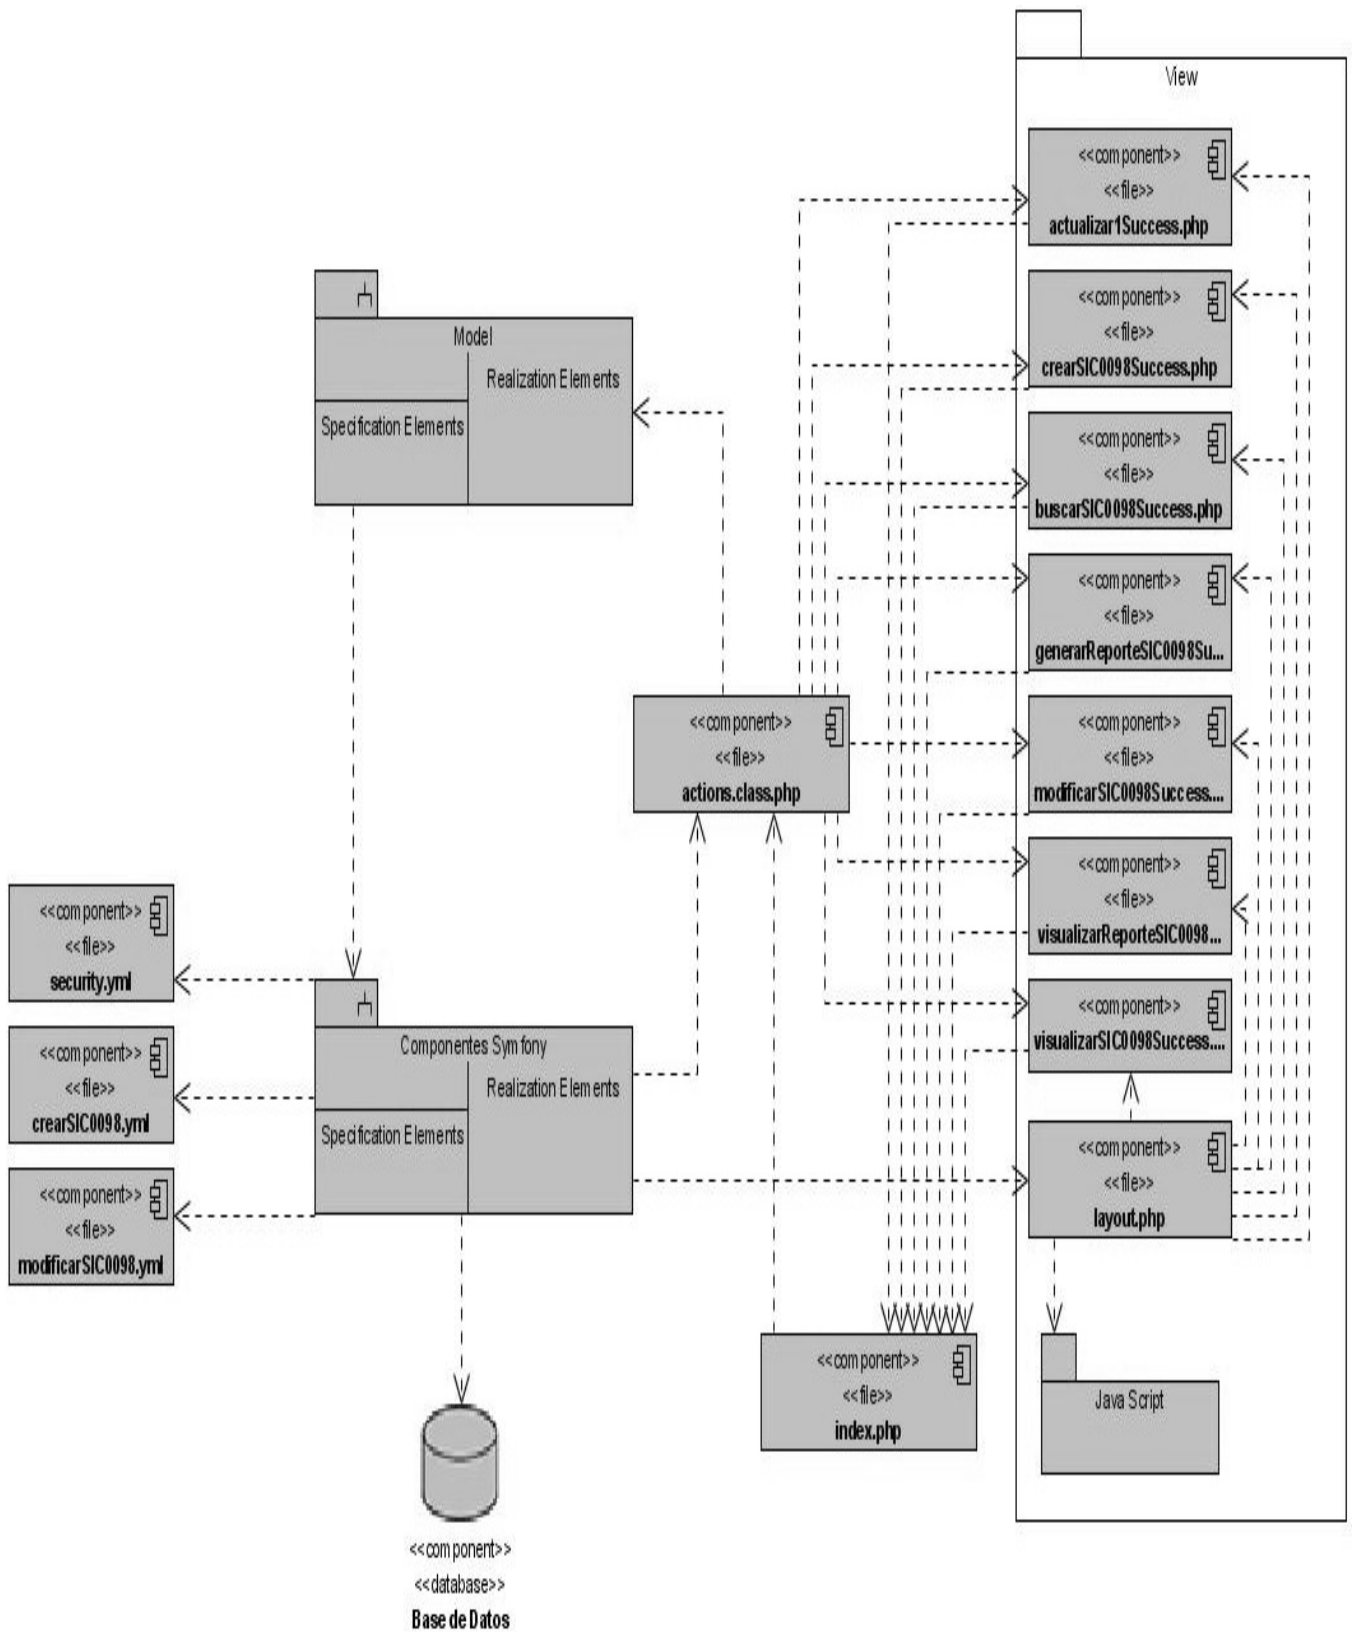 View
<<component>>
<<file>>
actualizar1Success.php
<<component>>
<<file>>
crearSIC0098Success.php
<<component>>
<<file>>
buscarSIC0098Success.php
<<component>>
<<file>>
generarReporteSIC0098Su...
<<component>>
<<file>>
modificarSIC0098Success....
<<component>>
<<file>>
visualizarReporteSIC0098...
<<component>>
visualizarSIC0098Success....
<<component>>
<<file>>
layout.php
Java Script
Model
Realization Elements
Specification Elements
<<component>>
<<file>>
actions.class.php
<<component>>
<<file>>
security.yml
<<component>>
<<file>>
crearSIC0098.yml
<<component>>
<<file>>
modificarSIC0098.yml
Componentes Symfony
Realization Elements
Specification Elements
<<component>>
<<file>>
index.php
<<component>>
<<database>>
Base de Datos